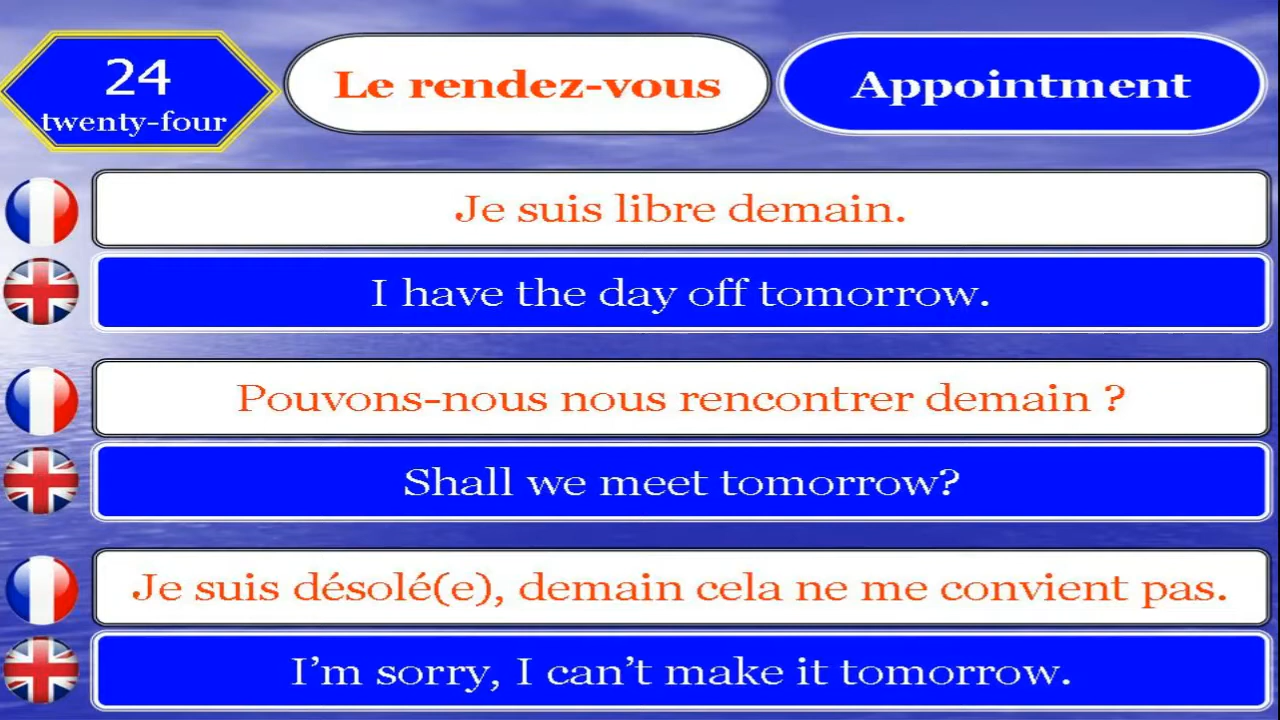 24
twenty-four
Le rendez-vous
Appointment
Je suis libre demain.
I have the day off tomorrow.
Pouvons-nous nous rencontrer demain ?
Shall we meet tomorrow?
Je suis désolé(e), demain cela ne me convient pas.
I’m sorry, I can’t make it tomorrow.